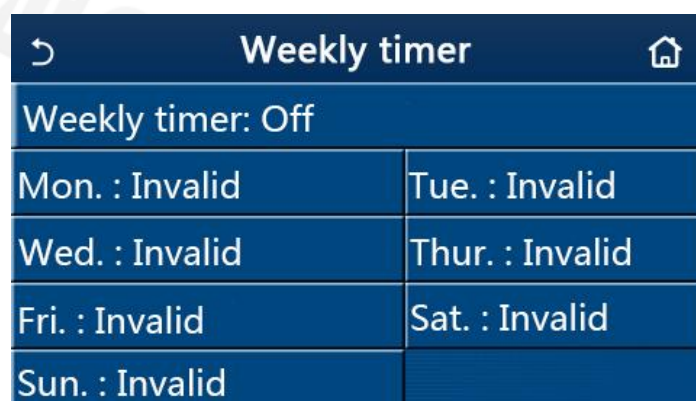 Weekly timer
Weekly timer: Off
Mon. : Invalid
Tue. : Invalid
Wed. : Invalid
Thur. : Invalid
Fri. : Invalid
Sat. : Invalid
Sun. : Invalid